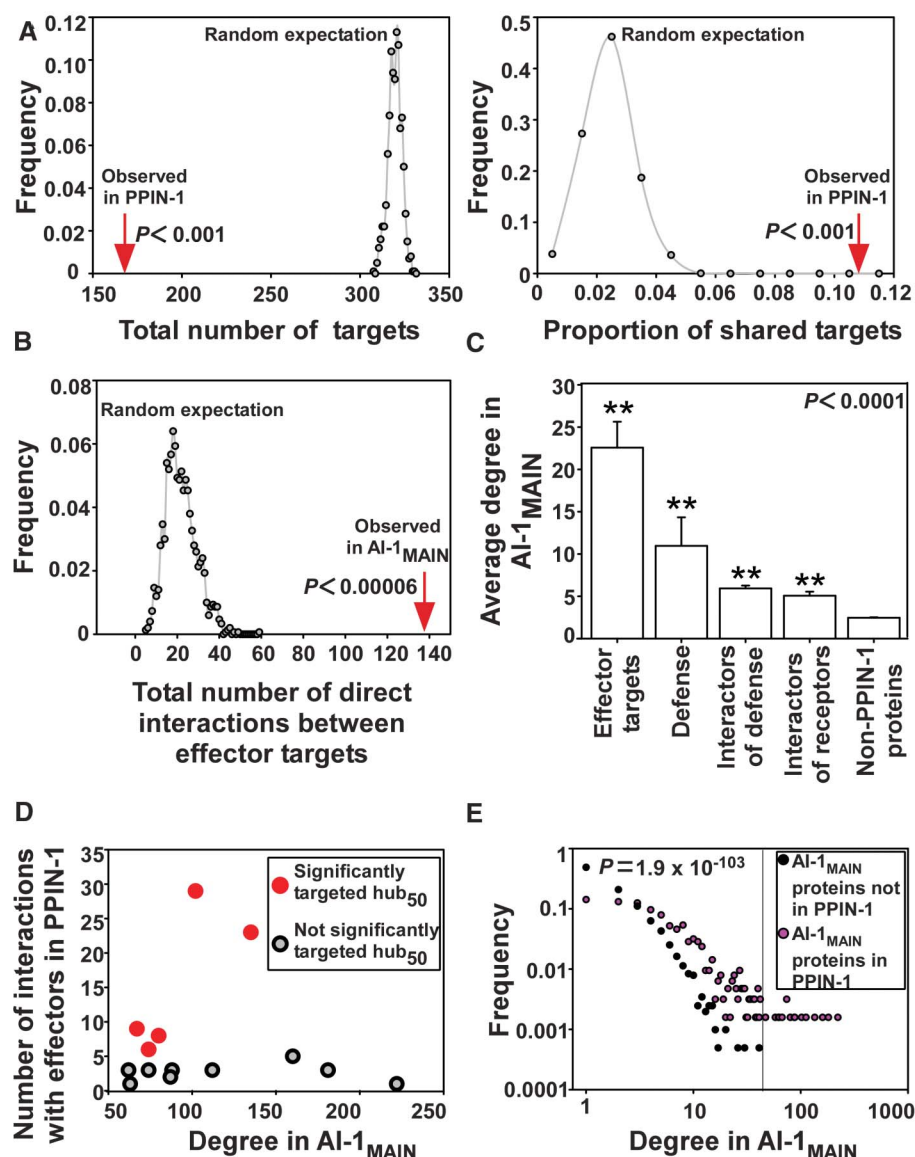 A
0.12
0.10
0.08
0.06
0.04
0.02
0
Frequency
Random expectation
Observed
in PPIN-1
P< 0.001
150 200 250 300 350
Total number of targets
0.5
0.4
0.3
0.2
0.1
0
Frequency
Random expectation
Observed
in PPIN-1
P< 0.001
0 0.02 0.04 0.06 0.08 0.10 0.12
Proportion of shared targets
B
0.08
0.06
0.04
0.02
0
Frequency
Random expectation
Observed
in AI-1MAIN
P< 0.00006
0 20 40 60 80 100 120 140
Total number of direct
interactions between
effector targets
C
30
25
20
15
10
5
0
Average degree in
AI-1MAIN
P< 0.0001
** ** ** **
Effector
targets
Defense
Interactors
of defense
Interactors
of receptors
Non-PPIN-1
proteins
D
35
30
25
20
15
10
5
0
Number of interactions
with effectors in PPIN-1
Significantly
targeted hub50
Not significantly
targeted hub50
50 100 150 200 250
Degree in AI-1MAIN
E
1
0.1
0.01
0.001
0.0001
Frequency
P = 1.9 x 10-103
AI-1MAIN
proteins not
in PPIN-1
AI-1MAIN
proteins in
PPIN-1
1 10 100 1000
Degree in AI-1MAIN